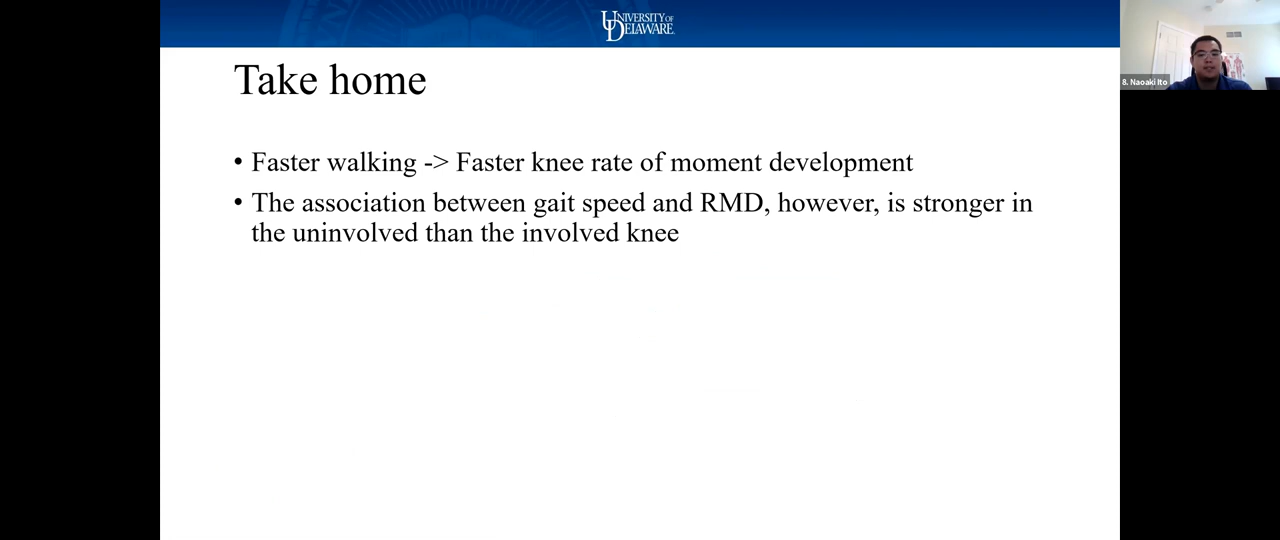 UNIVERSITY OF
DELAWARE
Take home
• Faster walking -> Faster knee rate of moment development
• The association between gait speed and RMD, however, is stronger in
the uninvolved than the involved knee
8. Naoaki Ito